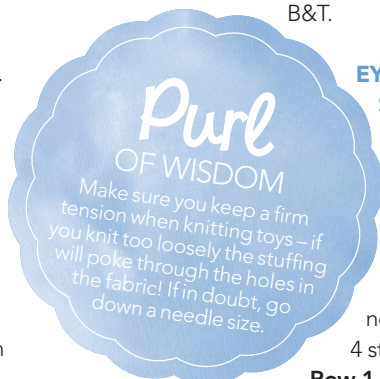 B&T.
EY
Purl
OF WISDOM
Make sure you keep a firm
tension when knitting toys – if
you knit too loosely the stuffing
will poke through the holes in
the fabric! If in doubt, go
down a needle size.
4 st
Row 1